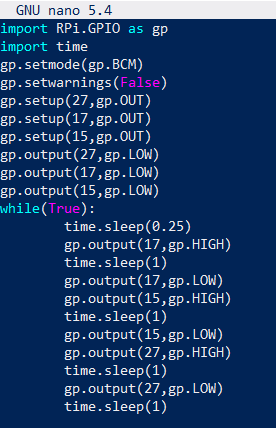 GNU nano 5.4
import RPi.GPIO as gp
import time
gp.setmode(gp.BCM)
gp.setwarnings(False)
gp.setup(27,gp.OUT)
gp.setup(17,gp.OUT)
gp.setup(15,gp.OUT)
gp.output(27,gp.LOW)
gp.output(17,gp.LOW)
gp.output(15,gp.LOW)
while(True):
        time.sleep(0.25)
        gp.output(17,gp.HIGH)
        time.sleep(1)
        gp.output(17,gp.LOW)
        gp.output(15,gp.HIGH)
        time.sleep(1)
        gp.output(15,gp.LOW)
        gp.output(27,gp.HIGH)
        time.sleep(1)
        gp.output(27,gp.LOW)
        time.sleep(1)